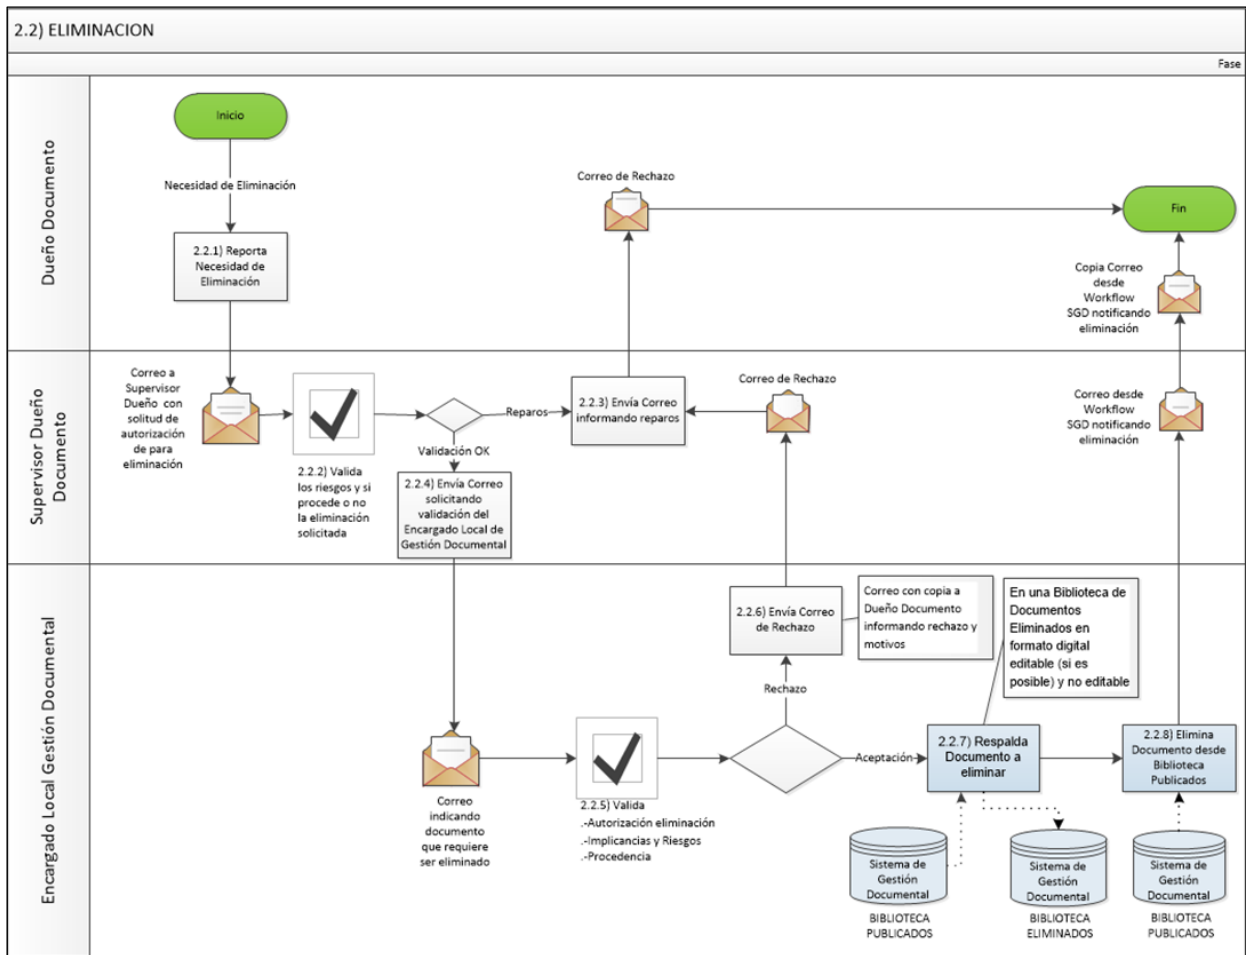 2.2) ELIMINACION
Fase
Dueño Documento
Inicio
Necesidad de Eliminación
2.2.1) Reporta
Necesidad de
Eliminación
Correo de Rechazo
Fin
Copia Correo
desde
Workflow
SGD notificando
eliminación
Supervisor Dueño
Documento
Correo a
Supervisor
Dueño con
solitud de
autorización
de para
eliminación
2.2.2) Valida
los riesgos y si
procede o no
la eliminación
solicitada
Reparos
Validación OK
2.2.3) Envía Correo
informando reparos
2.2.4) Envía Correo
solicitando
validación del
Encargado Local de
Gestión Documental
Correo de Rechazo
Correo desde
Workflow
SGD notificando
eliminación
Encargado Local Gestión Documental
Correo
indicando
documento
que requiere
ser eliminado
2.2.5) Valida
.-Autorización eliminación
.-Implicancias y Riesgos
.-Procedencia
2.2.6) Envía Correo
de Rechazo
Rechazo
Correo con copia a
Dueño Documento
informando rechazo y
motivos
En una Biblioteca de
Documentos
Eliminados en
formato digital
editable (si es
posible) y no editable
Aceptación
2.2.7) Respalda
Documento a
eliminar
2.2.8) Elimina
Documento desde
Biblioteca
Publicados
Sistema de
Gestión
Documental
BIBLIOTECA
PUBLICADOS
Sistema de
Gestión
Documental
BIBLIOTECA
ELIMINADOS
Sistema de
Gestión
Documental
BIBLIOTECA
PUBLICADOS